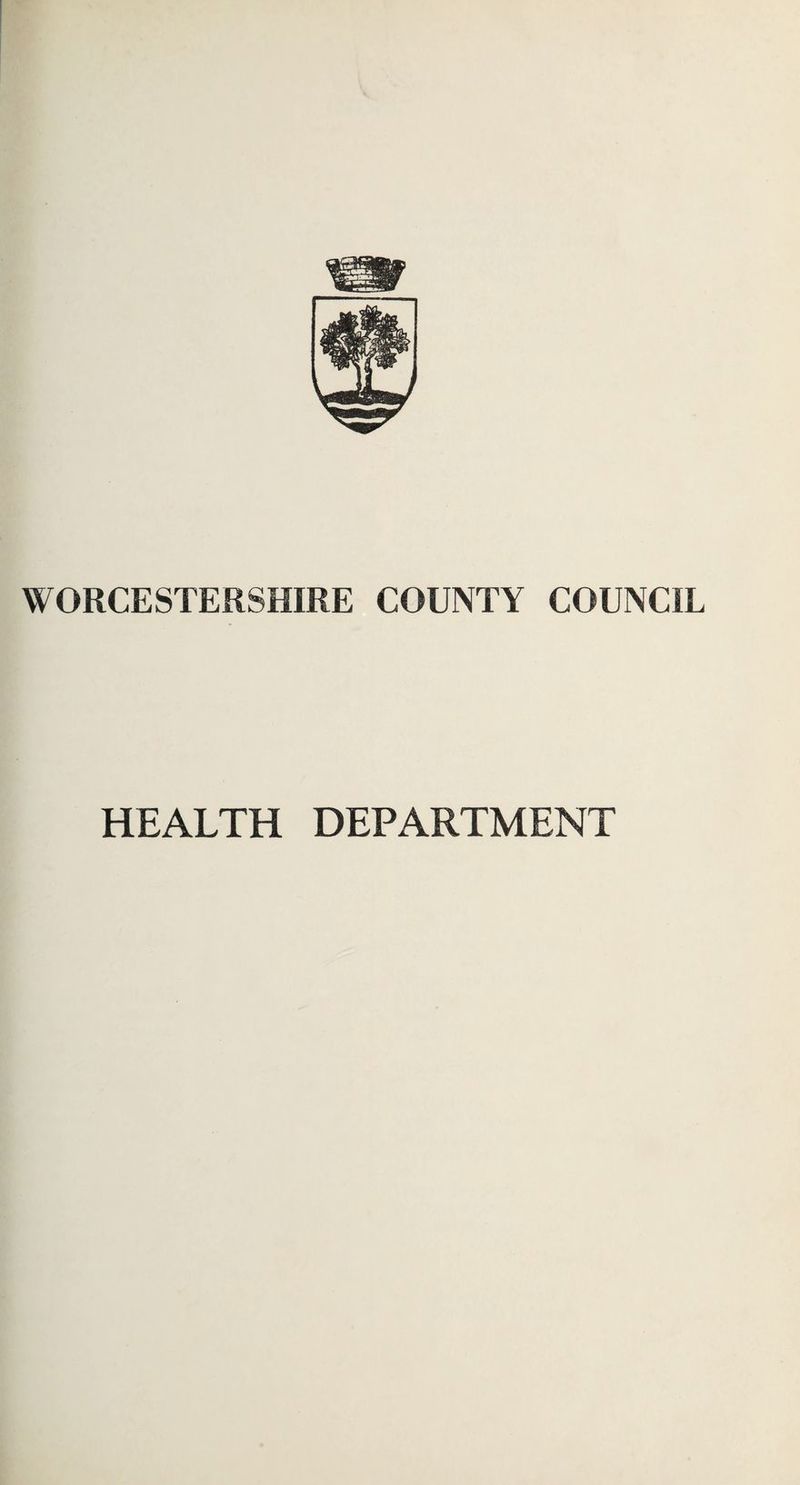 WORCESTERSHIRE COUNTY COUNCIL
HEALTH DEPARTMENT